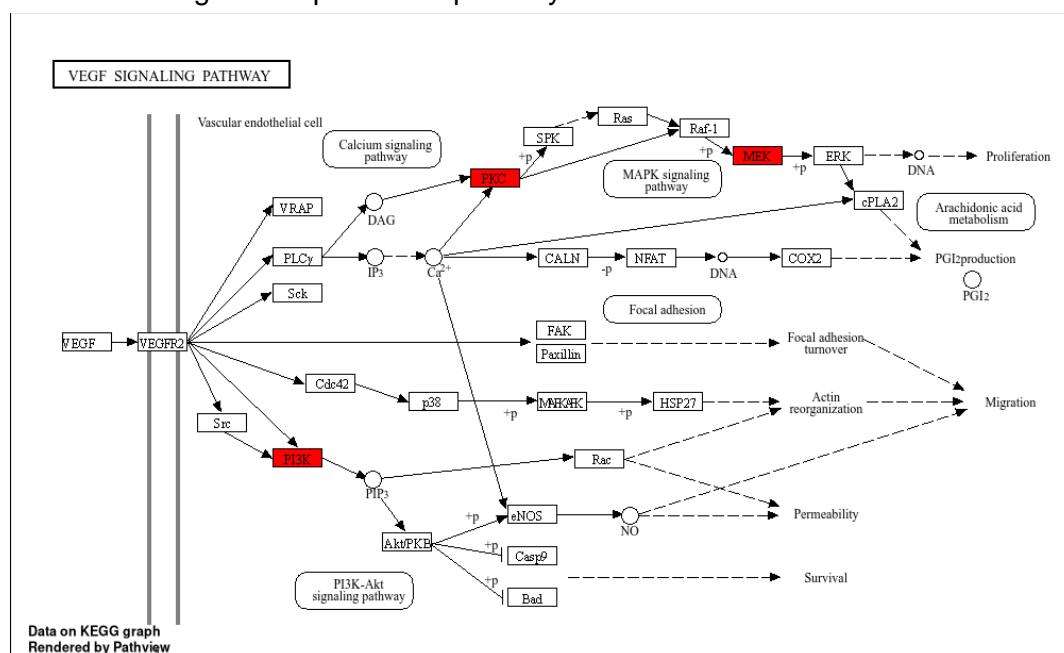 VEGF SIGNALING PATHWAY
Vascular endothelial cell
Calcium signaling
pathway
SPK
Ras
Raf-1
+p
+p
PKC
MAPK signaling
pathway
MEK
+p
ERK
DNA
Proliferation
VRAP
DAG
cPLA2
Arachidonic acid
metabolism
PLCγ
IP3
Ca2+
CALN
-p
NFAT
DNA
COX2
PGI2production
PGI2
Sck
Focal adhesion
VEGF
VEGFR2
FAK
Paxillin
Focal adhesion
turnover
Cdc42
p38
+p
+p
HSP27
Actin
reorganization
Migration
Src
PI3K
PIP3
Rac
+p
eNOS
NO
Permeability
Akt/PKB
+p
Casp9
+p
Bad
Survival
PI3K-Akt
signaling pathway
Data on KEGG graph
Rendered by Pathview